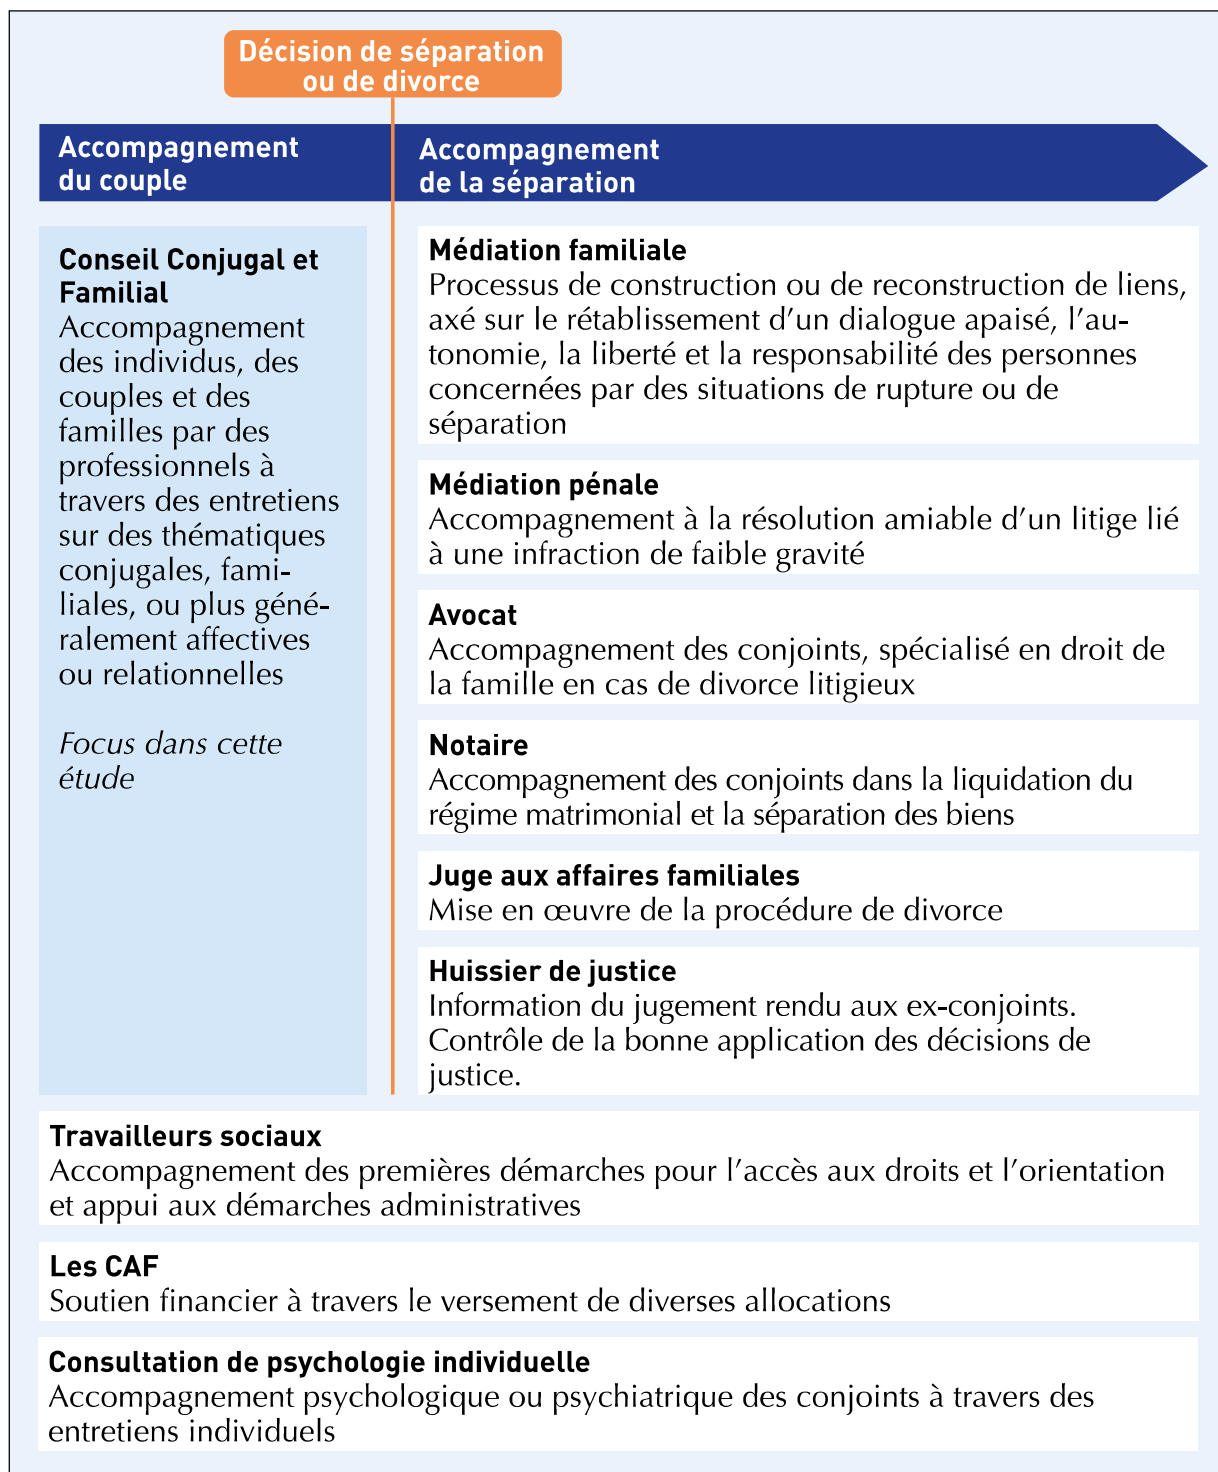 Décision de séparation
ou de divorce
Accompagnement
du couple
Accompagnement
de la séparation
Conseil Conjugal et
Familial
Accompagnement
des individus, des
couples et des
familles par des
professionnels à
travers des entretiens
sur des thématiques
conjugales, fami-
liales, ou plus géné-
ralement affectives
ou relationnelles
Focus dans cette
étude
Médiation familiale
Processus de construction ou de reconstruction de liens,
axé sur le rétablissement d’un dialogue apaisé, l’au-
tonomie, la liberté et la responsabilité des personnes
concernées par des situations de rupture ou de
séparation
Médiation pénale
Accompagnement à la résolution amiable d’un litige lié
à une infraction de faible gravité
Avocat
Accompagnement des conjoints, spécialisé en droit de
la famille en cas de divorce litigieux
Notaire
Accompagnement des conjoints dans la liquidation du
régime matrimonial et la séparation des biens
Juge aux affaires familiales
Mise en œuvre de la procédure de divorce
Huissier de justice
Information du jugement rendu aux ex-conjoints.
Contrôle de la bonne application des décisions de
justice.
Travailleurs sociaux
Accompagnement des premières démarches pour l’accès aux droits et l’orientation
et appui aux démarches administratives
Les CAF
Soutien financier à travers le versement de diverses allocations
Consultation de psychologie individuelle
Accompagnement psychologique ou psychiatrique des conjoints à travers des
entretiens individuels